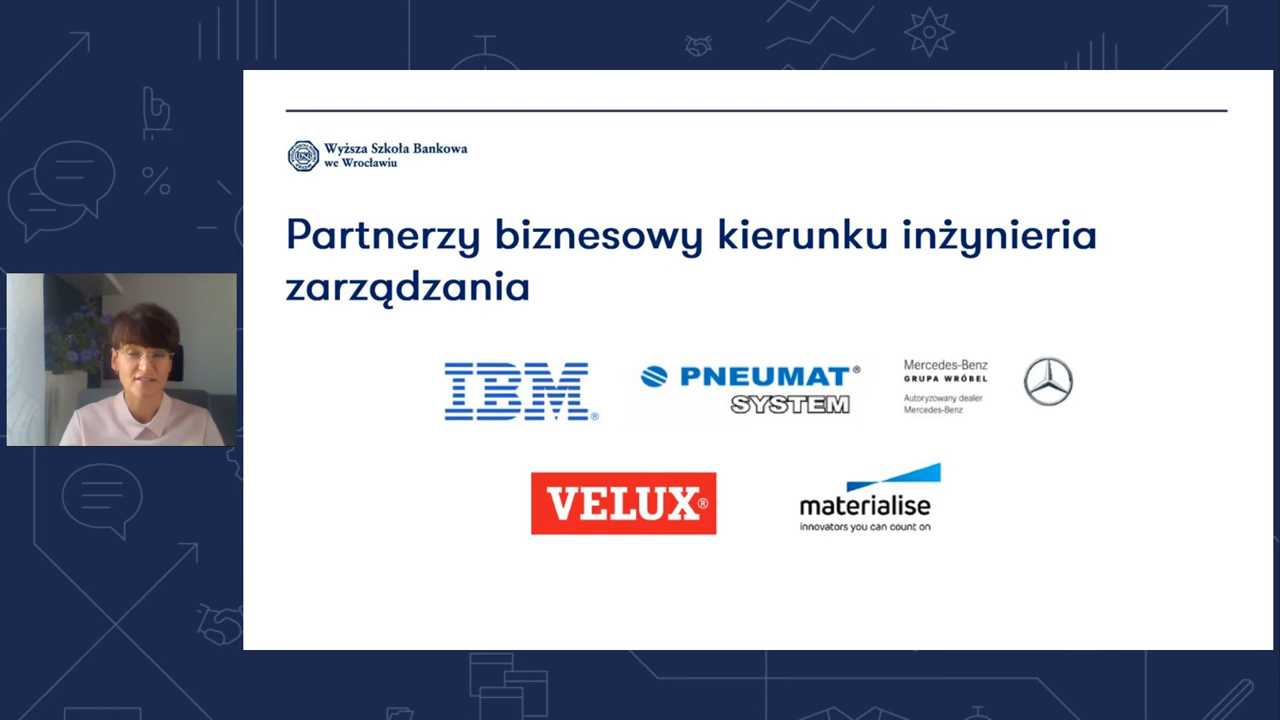 Wyższa Szkoła Bankowa
we Wrocławiu
Partnerzy biznesowy kierunku inżynieria
zarządzania
IBM®
PNEUMAT®
SYSTEM
Mercedes-Benz
GRUPA WRÓBEL
Autoryzowany dealer
Mercedes-Benz
VELUX®
materialise
innovators you can count on
%